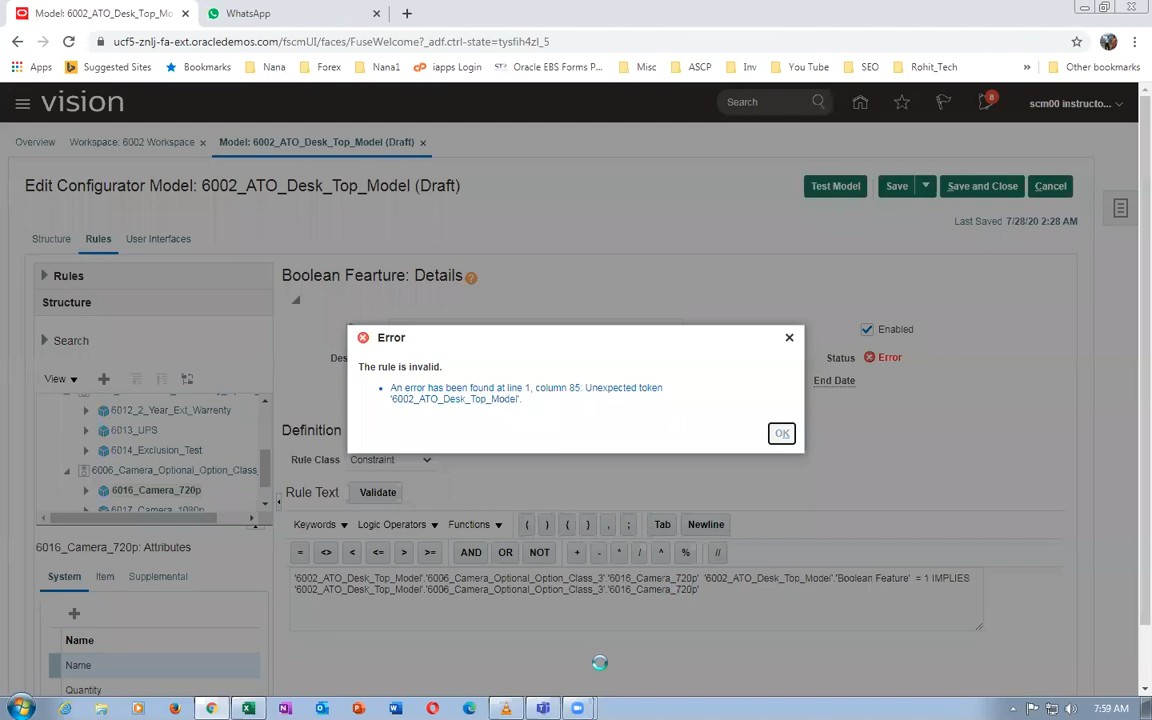 Model: 6002_ATO_Desk_Top_Mo
WhatsApp
ucf5-znlj-fa-ext.oracledemos.com/fscmUI/faces/FuseWelcome?_adf.ctrl-state=tysfih4zl_5
Apps
Suggested Sites
Bookmarks
Nana
Forex
Nana1
iapps Login
Oracle EBS Forms P...
Misc
ASCP
Inv
You Tube
SEO
Rohit_Tech
»
Other bookmarks
vision
Search
8
scm00 instructo...
Overview
Workspace: 6002 Workspace
Model: 6002_ATO_Desk_Top_Model (Draft)
Edit Configurator Model: 6002_ATO_Desk_Top_Model (Draft)
Test Model
Save
Save and Close
Cancel
Last Saved 7/28/20 2:28 AM
Structure
Rules
User Interfaces
Rules
Structure
Search
View
6012_2_Year_Ext_Warrenty
6013_UPS
6014_Exclusion_Test
6006_Camera_Optional_Option_Class_
6016_Camera_720p
6017_Camera_1080p
Boolean Fearture: Details
Des
Enabled
Status
Error
End Date
Error
The rule is invalid.
An error has been found at line 1, column 85: Unexpected token
'6002_ATO_Desk_Top_Model'.
OK
Definition
Rule Class
Constraint
Rule Text
Validate
Keywords
Logic Operators
Functions
( ) { } , ;
Tab
Newline
= <> < <= > >= AND OR NOT + - * / ^ % //
'6002_ATO_Desk_Top_Model'.'6006_Camera_Optional_Option_Class_3'.'6016_Camera_720p' '6002_ATO_Desk_Top_Model'.'Boolean Feature' = 1 IMPLIES
'6002_ATO_Desk_Top_Model'.'6006_Camera_Optional_Option_Class_3'.'6016_Camera_720p'
6016_Camera_720p: Attributes
System
Item
Supplemental
Name
Name
Quantity
7:59 AM